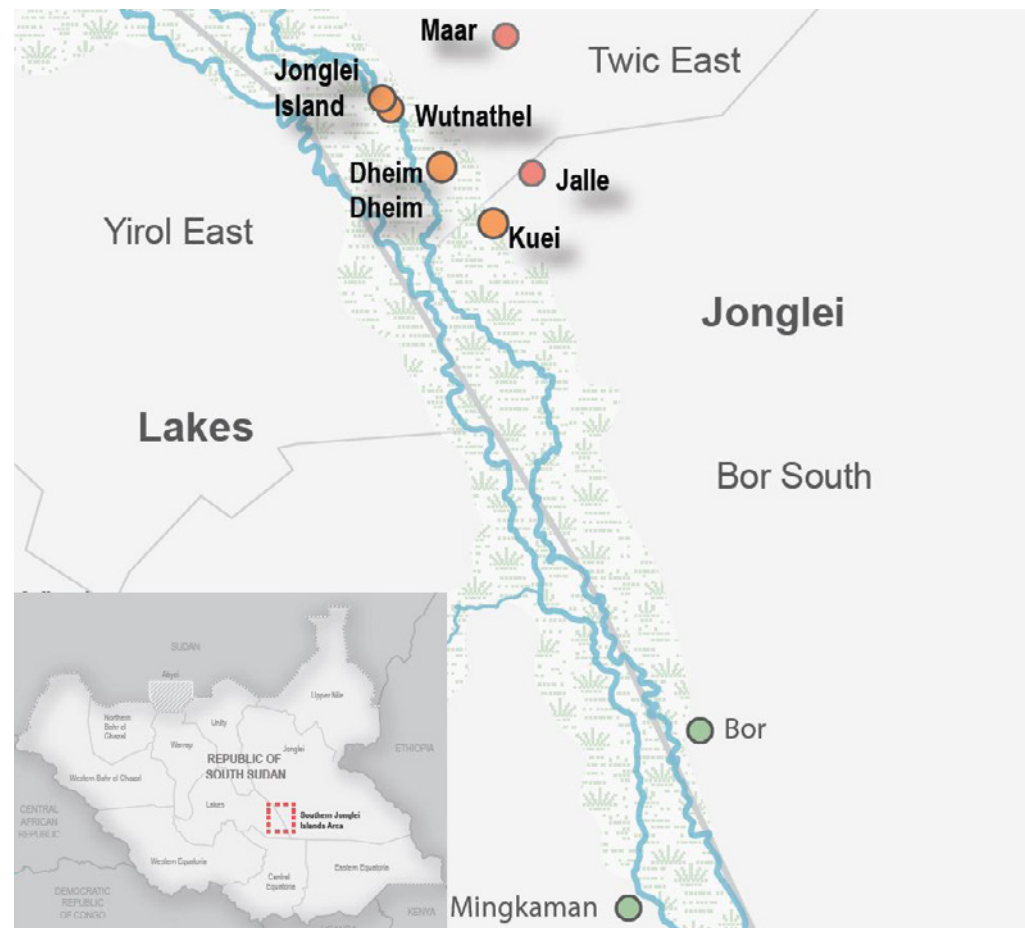 Maar
Twic East
Jonglei
Island
Wutnathel
Dheim
Dheim
Jalle
Yirol East
Kuei
Jonglei
Lakes
Bor South
Bor
Mingkaman
SUDAN
Abyei
Upper Nile
Northern
Bahr el
Ghazal
Unity
Warrap
Jonglei
ETHIOPIA
REPUBLIC OF
SOUTH SUDAN
Western Bahr el Ghazal
CENTRAL
AFRICAN
REPUBLIC
Lakes
Southern Jonglei
Islands Area
Western Equatoria
Central
Equatoria
Eastern Equatoria
DEMOCRATIC
REPUBLIC
OF CONGO
KENYA